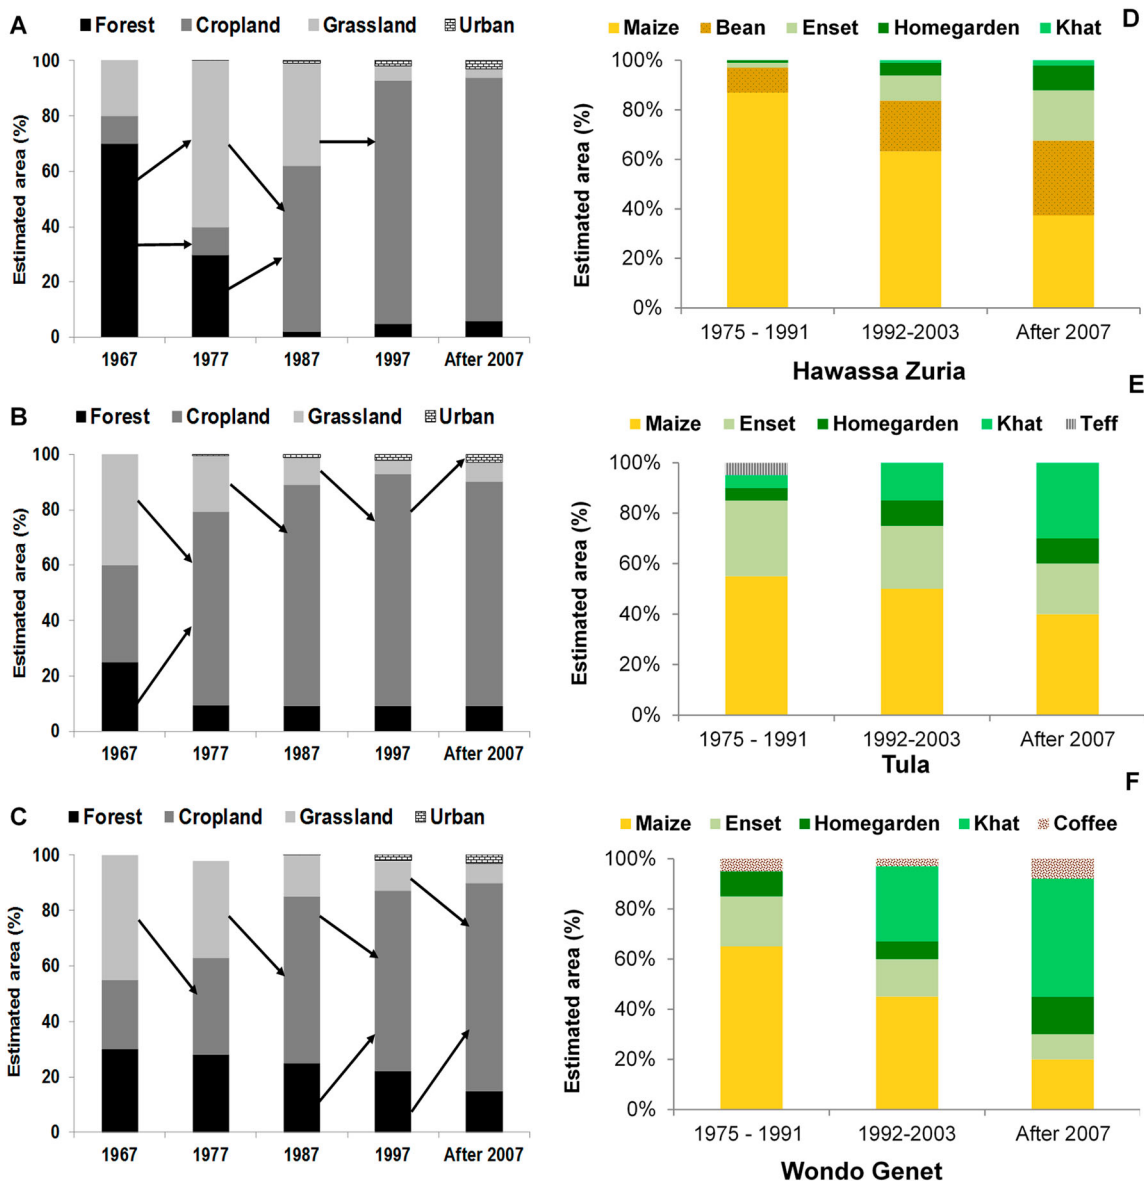 A
Forest Cropland Grassland Urban
Estimated area (%)
100
80
60
40
20
0
1967 1977 1987 1997 After 2007
D
Maize Bean Enset Homegarden Khat
Estimated area (%)
100%
80%
60%
40%
20%
0%
1975 - 1991 1992-2003 After 2007
Hawassa Zuria
B
Forest Cropland Grassland Urban
Estimated area (%)
100
80
60
40
20
0
1967 1977 1987 1997 After 2007
E
Maize Enset Homegarden Khat Teff
Estimated area (%)
100%
80%
60%
40%
20%
0%
1975 - 1991 1992-2003 After 2007
Tula
C
Forest Cropland Grassland Urban
Estimated area (%)
100
80
60
40
20
0
1967 1977 1987 1997 After 2007
F
Maize Enset Homegarden Khat Coffee
Estimated area (%)
100%
80%
60%
40%
20%
0%
1975 - 1991 1992-2003 After 2007
Wondo Genet